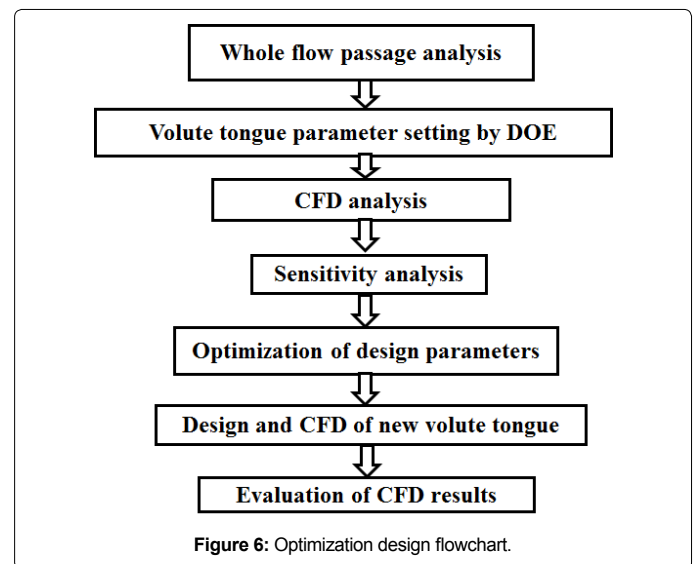 Whole flow passage analysis
Volute tongue parameter setting by DOE
CFD analysis
Sensitivity analysis
Optimization of design parameters
Design and CFD of new volute tongue
Evaluation of CFD results
Figure 6: Optimization design flowchart.